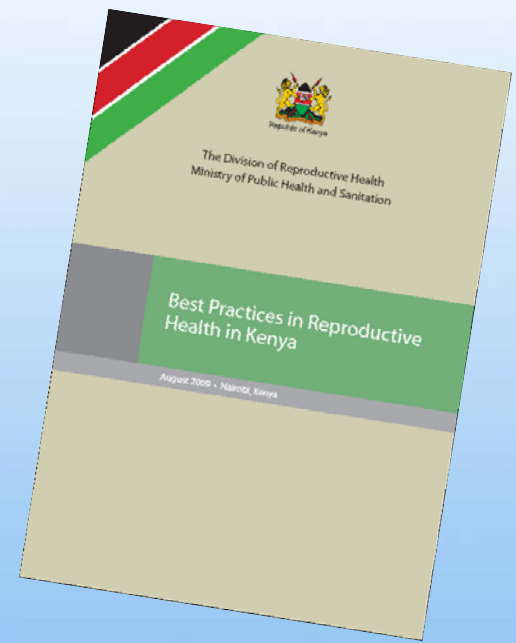 Republic of Kenya
The Division of Reproductive Health
Ministry of Public Health and Sanitation
Best Practices in Reproductive
Health in Kenya
August 2009 • Nairobi, Kenya